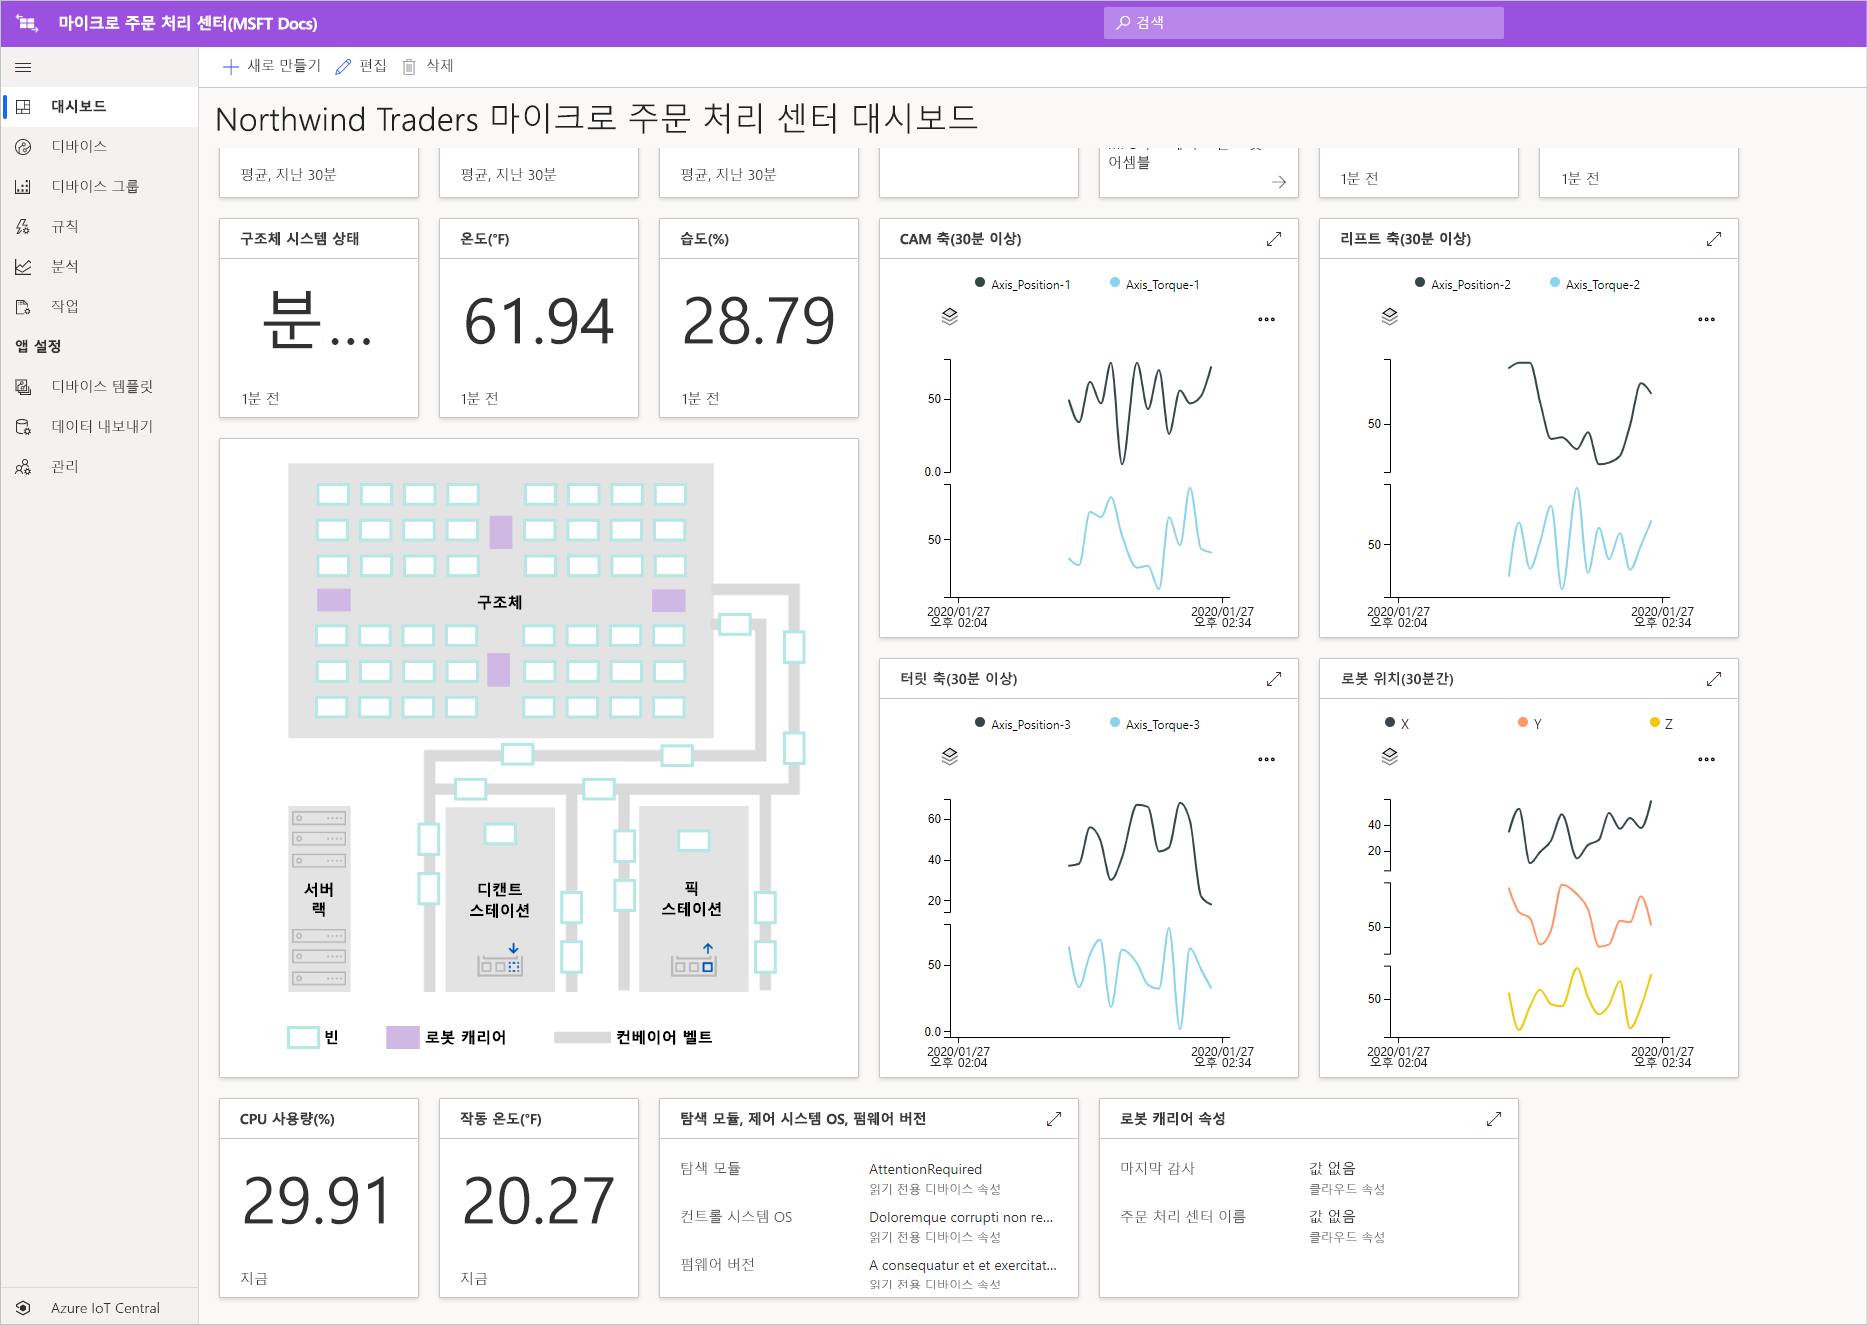 마이크로 주문 처리 센터(MSFT Docs)
검색
새로 만들기
편집
삭제
대시보드
디바이스
디바이스 그룹
규칙
분석
작업
앱 설정
디바이스 템플릿
데이터 내보내기
관리
Azure IoT Central
Northwind Traders 마이크로 주문 처리 센터 대시보드
평균, 지난 30분
평균, 지난 30분
평균, 지난 30분
어셈블
1분 전
1분 전
구조체 시스템 상태
분...
1분 전
온도(°F)
61.94
1분 전
습도(%)
28.79
1분 전
CAM 축(30분 이상)
Axis_Position-1
Axis_Torque-1
50
0.0
50
2020/01/27
오후 02:04
2020/01/27
오후 02:34
리프트 축(30분 이상)
Axis_Position-2
Axis_Torque-2
50
50
2020/01/27
오후 02:04
2020/01/27
오후 02:34
구조체
서버
랙
디캔트
스테이션
픽
스테이션
빈
로봇 캐리어
컨베이어 벨트
터릿 축(30분 이상)
Axis_Position-3
Axis_Torque-3
60
40
20
50
0.0
2020/01/27
오후 02:04
2020/01/27
오후 02:34
로봇 위치(30분간)
X
Y
Z
40
20
50
50
2020/01/27
오후 02:04
2020/01/27
오후 02:34
CPU 사용량(%)
29.91
지금
작동 온도(°F)
20.27
지금
탐색 모듈, 제어 시스템 OS, 펌웨어 버전
탐색 모듈
AttentionRequired
읽기 전용 디바이스 속성
컨트롤 시스템 OS
Doloremque corrupti non re...
읽기 전용 디바이스 속성
펌웨어 버전
A consequatur et et exercitat...
읽기 전용 디바이스 속성
로봇 캐리어 속성
마지막 감사
값 없음
클라우드 속성
주문 처리 센터 이름
값 없음
클라우드 속성